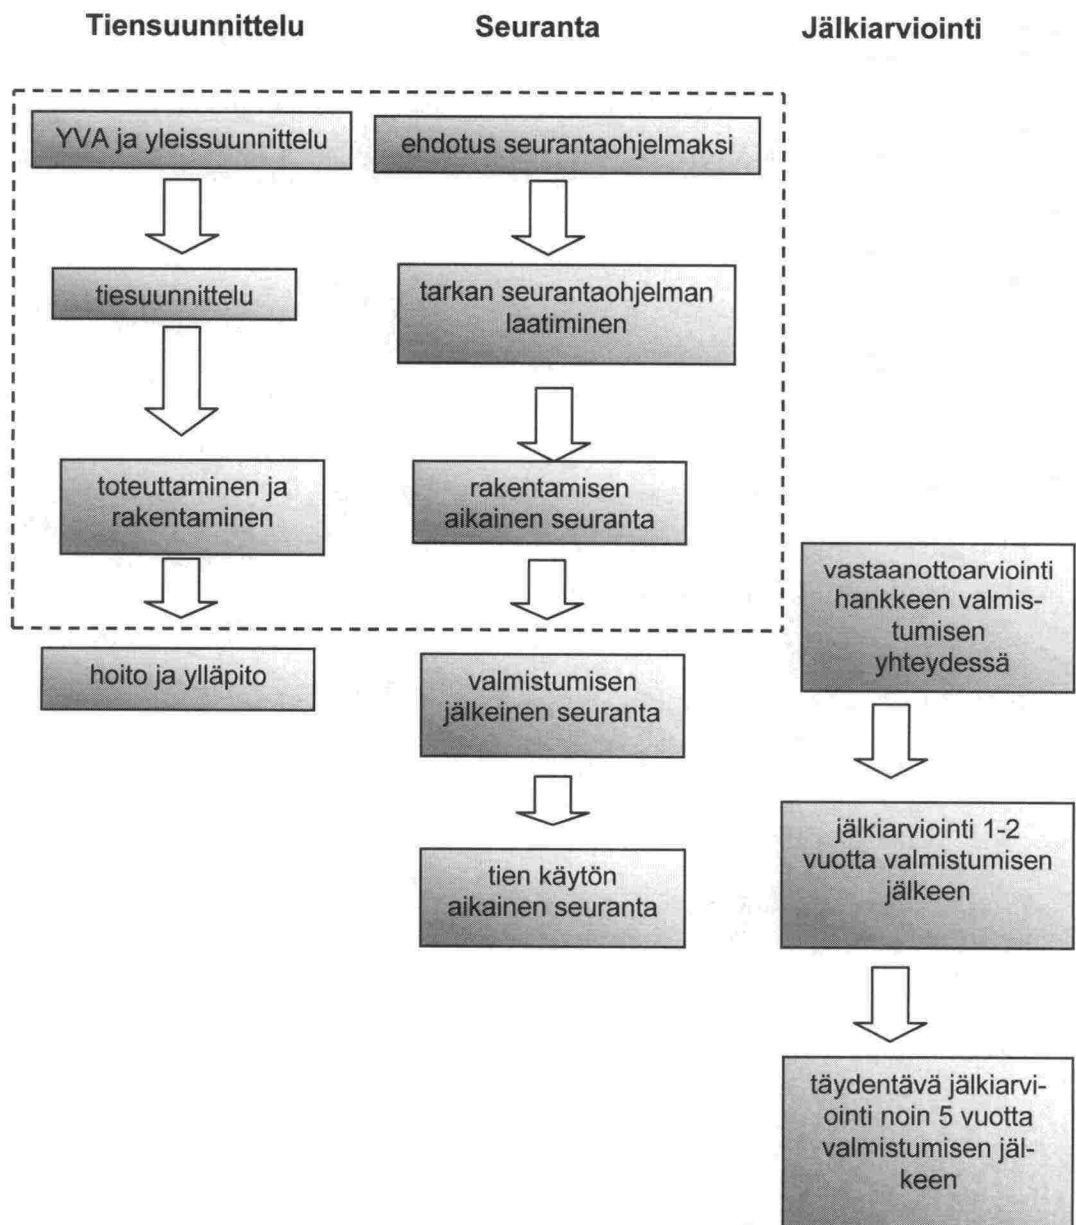 Tiensuunnittelu
Seuranta
Jälkiarviointi
YVA ja yleissuunnittelu
tiesuunnittelu
toteuttaminen ja
rakentaminen
hoito ja ylläpito
ehdotus seurantaohjelmaksi
tarkan seurantaohjelman
laatiminen
rakentamisen
aikainen seuranta
valmistumisen
jälkeinen seuranta
tien käytön
aikainen seuranta
vastaanottoarviointi
hankkeen valmis-
tumisen
yhteydessä
jälkiarviointi 1-2
vuotta valmistumisen
jälkeen
täydentävä jälkiarvi-
ointi noin 5 vuotta
valmistumisen jäl-
keen